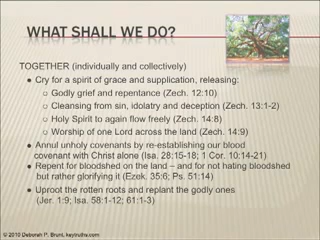 WHAT SHALL WE DO?
TOGETHER (individually and collectively)
● Cry for a spirit of grace and supplication, releasing:
○ Godly grief and repentance (Zech. 12:10)
○ Cleansing from sin, idolatry and deception (Zech. 13:1-2)
○ Holy Spirit to again flow freely (Zech. 14:8)
○ Worship of one Lord across the land (Zech. 14:9)
● Annul unholy covenants by re-establishing our blood
covenant with Christ alone (Isa. 28:15-18; 1 Cor. 10:14-21)
● Repent for bloodshed on the land – and for not hating bloodshed
but rather glorifying it (Ezek. 35:6; Ps. 51:14)
● Uproot the rotten roots and replant the godly ones
(Jer. 1:9; Isa. 58:1-12; 61:1-3)
© 2010 Deborah P. Brunt, keytruths.com